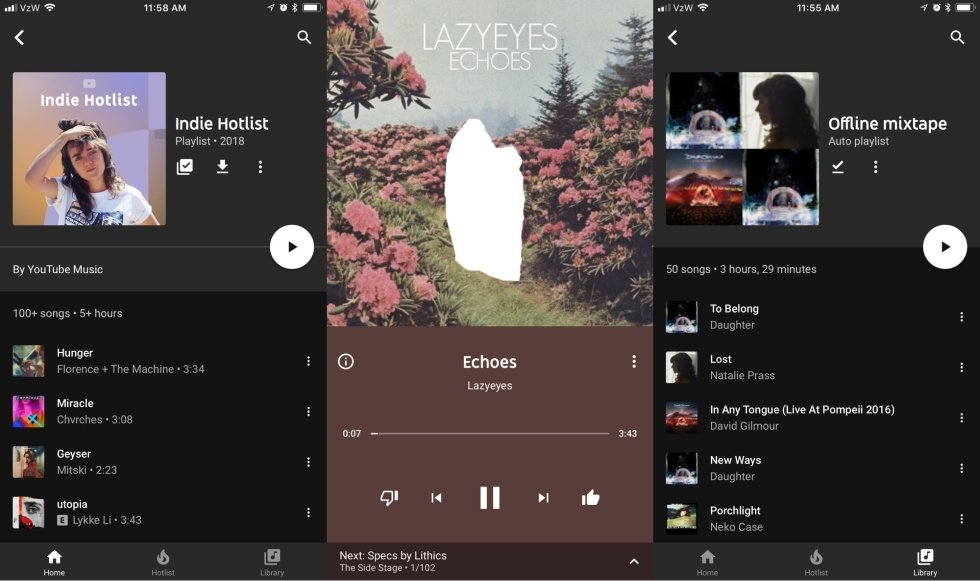 VzW
11:58 AM
Indie Hotlist
Indie Hotlist
Playlist • 2018
By YouTube Music
100+ songs • 5+ hours
Hunger
Florence + The Machine • 3:34
Miracle
Chvrches • 3:08
Geyser
Mitski • 2:23
utopia
E Lykke Li • 3:43
Home
Hotlist
Library
LAZYEYES
ECHOES
Echoes
Lazyeyes
0:07
3:43
Next: Specs by Lithics
The Side Stage • 1/102
VzW
11:55 AM
Offline mixtape
Auto playlist
50 songs • 3 hours, 29 minutes
To Belong
Daughter
Lost
Natalie Prass
In Any Tongue (Live At Pompeii 2016)
David Gilmour
New Ways
Daughter
Porchlight
Neko Case
Home
Hotlist
Library